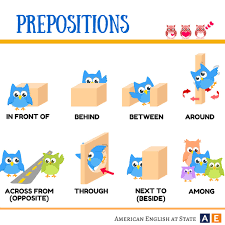 PREPOSITIONS
IN FRONT OF
BEHIND
BETWEEN
AROUND
ACROSS FROM
(OPPOSITE)
THROUGH
NEXT TO
(BESIDE)
AMONG
AMERICAN ENGLISH AT STATE
A E